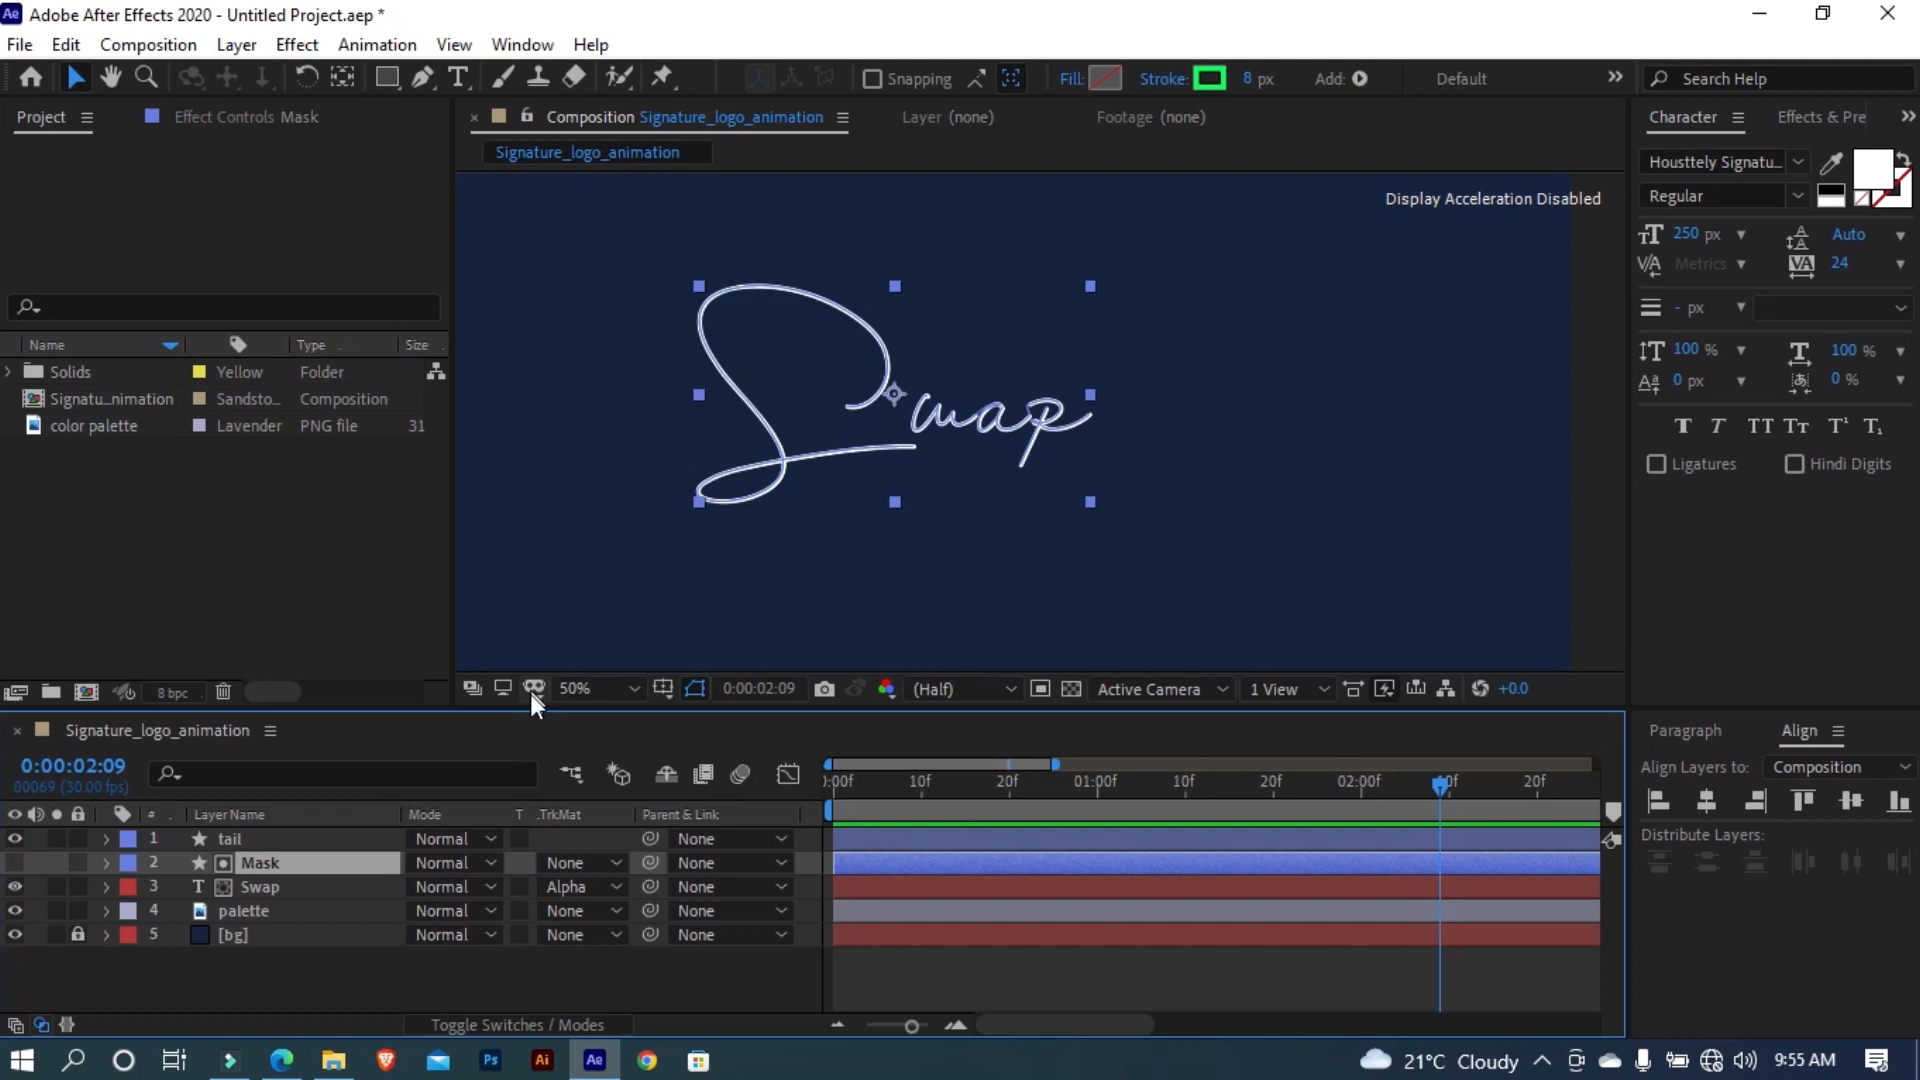 Ae Adobe After Effects 2020 - Untitled Project.aep *
File Edit Composition Layer Effect Animation View Window Help
Snapping Fill: Stroke: 8 px Add: Default Search Help
Project Effect Controls Mask Composition Signature_logo_animation Layer (none) Footage (none) Character Effects & Pre
Signature_logo_animation
Display Acceleration Disabled
Swap
Name Type Size
Solids Yellow Folder
Signatu...nimation Sandsto... Composition
color palette Lavender PNG file 31
Housttely Signatu...
Regular
250 px Auto
Metrics 24
- px
100 % 100 %
0 px 0 %
Ligatures Hindi Digits
8 bpc 50% 0:00:02:09 (Half) Active Camera 1 View +0.0
Signature_logo_animation
0:00:02:09
00069 (30.00 fps)
:00f 10f 20f 01:00f 10f 20f 02:00f 20f
# Layer Name Mode T .TrkMat Parent & Link
1 tail Normal None
2 Mask Normal None None
3 T Swap Normal Alpha None
4 palette Normal None None
5 [bg] Normal None None
Toggle Switches / Modes
Paragraph Align
Align Layers to: Composition
Distribute Layers:
Ps Ai Ae 21°C Cloudy 9:55 AM